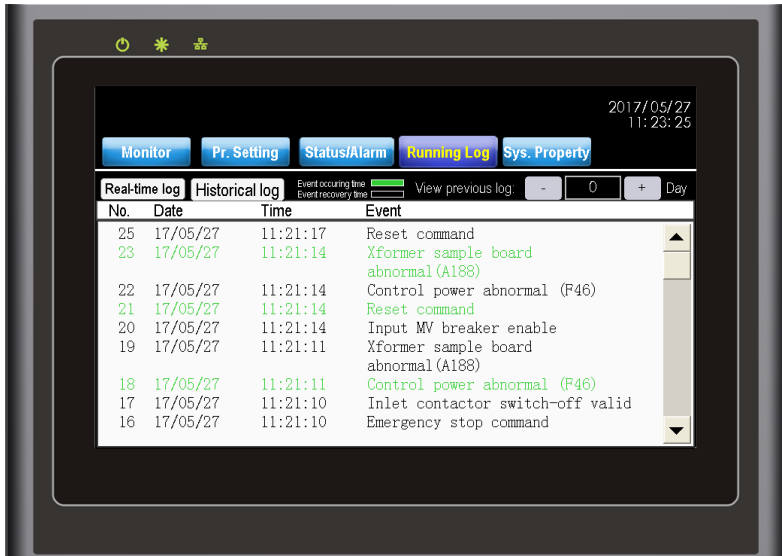 2017/05/27
11:23:25
Monitor Pr. Setting Status/Alarm Running Log Sys. Property
Real-time log Historical log Event occuring time View previous log: - 0 + Day
Event recovery time
No. Date Time Event
25 17/05/27 11:21:17 Reset command
23 17/05/27 11:21:14 Xformer sample board
abnormal(A188)
22 17/05/27 11:21:14 Control power abnormal (F46)
21 17/05/27 11:21:14 Reset command
20 17/05/27 11:21:14 Input MV breaker enable
19 17/05/27 11:21:11 Xformer sample board
abnormal(A188)
18 17/05/27 11:21:11 Control power abnormal (F46)
17 17/05/27 11:21:10 Inlet contactor switch-off valid
16 17/05/27 11:21:10 Emergency stop command